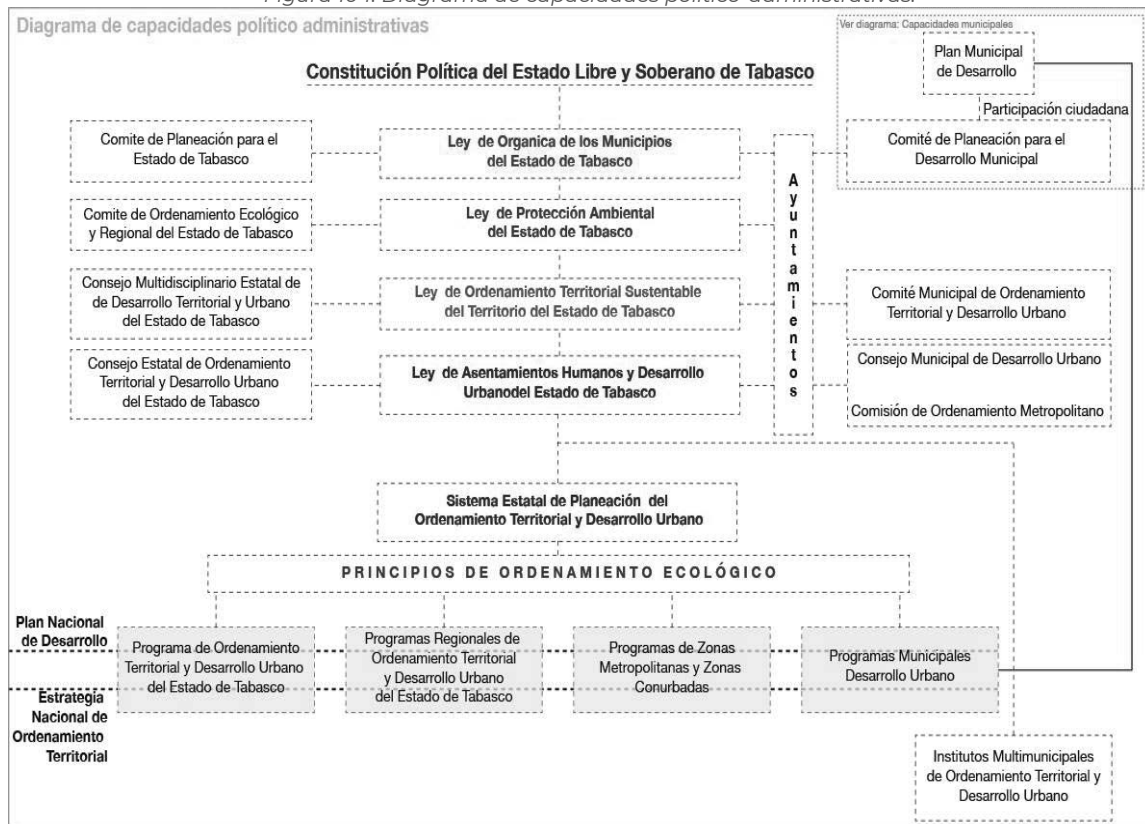 Figura 154. Diagrama de capacidades político-administrativas.
Diagrama de capacidades político administrativas
Ver diagrama: Capacidades municipales
Plan Municipal
de Desarrollo
Participación ciudadana
Constitución Política del Estado Libre y Soberano de Tabasco
Comite de Planeación para el
Estado de Tabasco
Ley de Organica de los Municipios
del Estado de Tabasco
Comité de Planeación para el
Desarrollo Municipal
Ayuntamientos
Comite de Ordenamiento Ecológico
y Regional del Estado de Tabasco
Ley de Protección Ambiental
del Estado de Tabasco
Consejo Multidisciplinario Estatal de
de Desarrollo Territorial y Urbano
del Estado de Tabasco
Ley de Ordenamiento Territorial Sustentable
del Territorio del Estado de Tabasco
Comité Municipal de Ordenamiento
Territorial y Desarrollo Urbano
Consejo Estatal de Ordenamiento
Territorial y Desarrollo Urbano
del Estado de Tabasco
Ley de Asentamientos Humanos y Desarrollo
Urbanodel Estado de Tabasco
Consejo Municipal de Desarrollo Urbano
Comisión de Ordenamiento Metropolitano
Sistema Estatal de Planeación del
Ordenamiento Territorial y Desarrollo Urbano
PRINCIPIOS DE ORDENAMIENTO ECOLÓGICO
Plan Nacional
de Desarrollo
Programa de Ordenamiento
Territorial y Desarrollo Urbano
del Estado de Tabasco
Programas Regionales de
Ordenamiento Territorial
y Desarrollo Urbano
del Estado de Tabasco
Programas de Zonas
Metropolitanas y Zonas
Conurbadas
Programas Municipales
Desarrollo Urbano
Estrategia
Nacional de
Ordenamiento
Territorial
Institutos Multimunicipales
de Ordenamiento Territorial y
Desarrollo Urbano